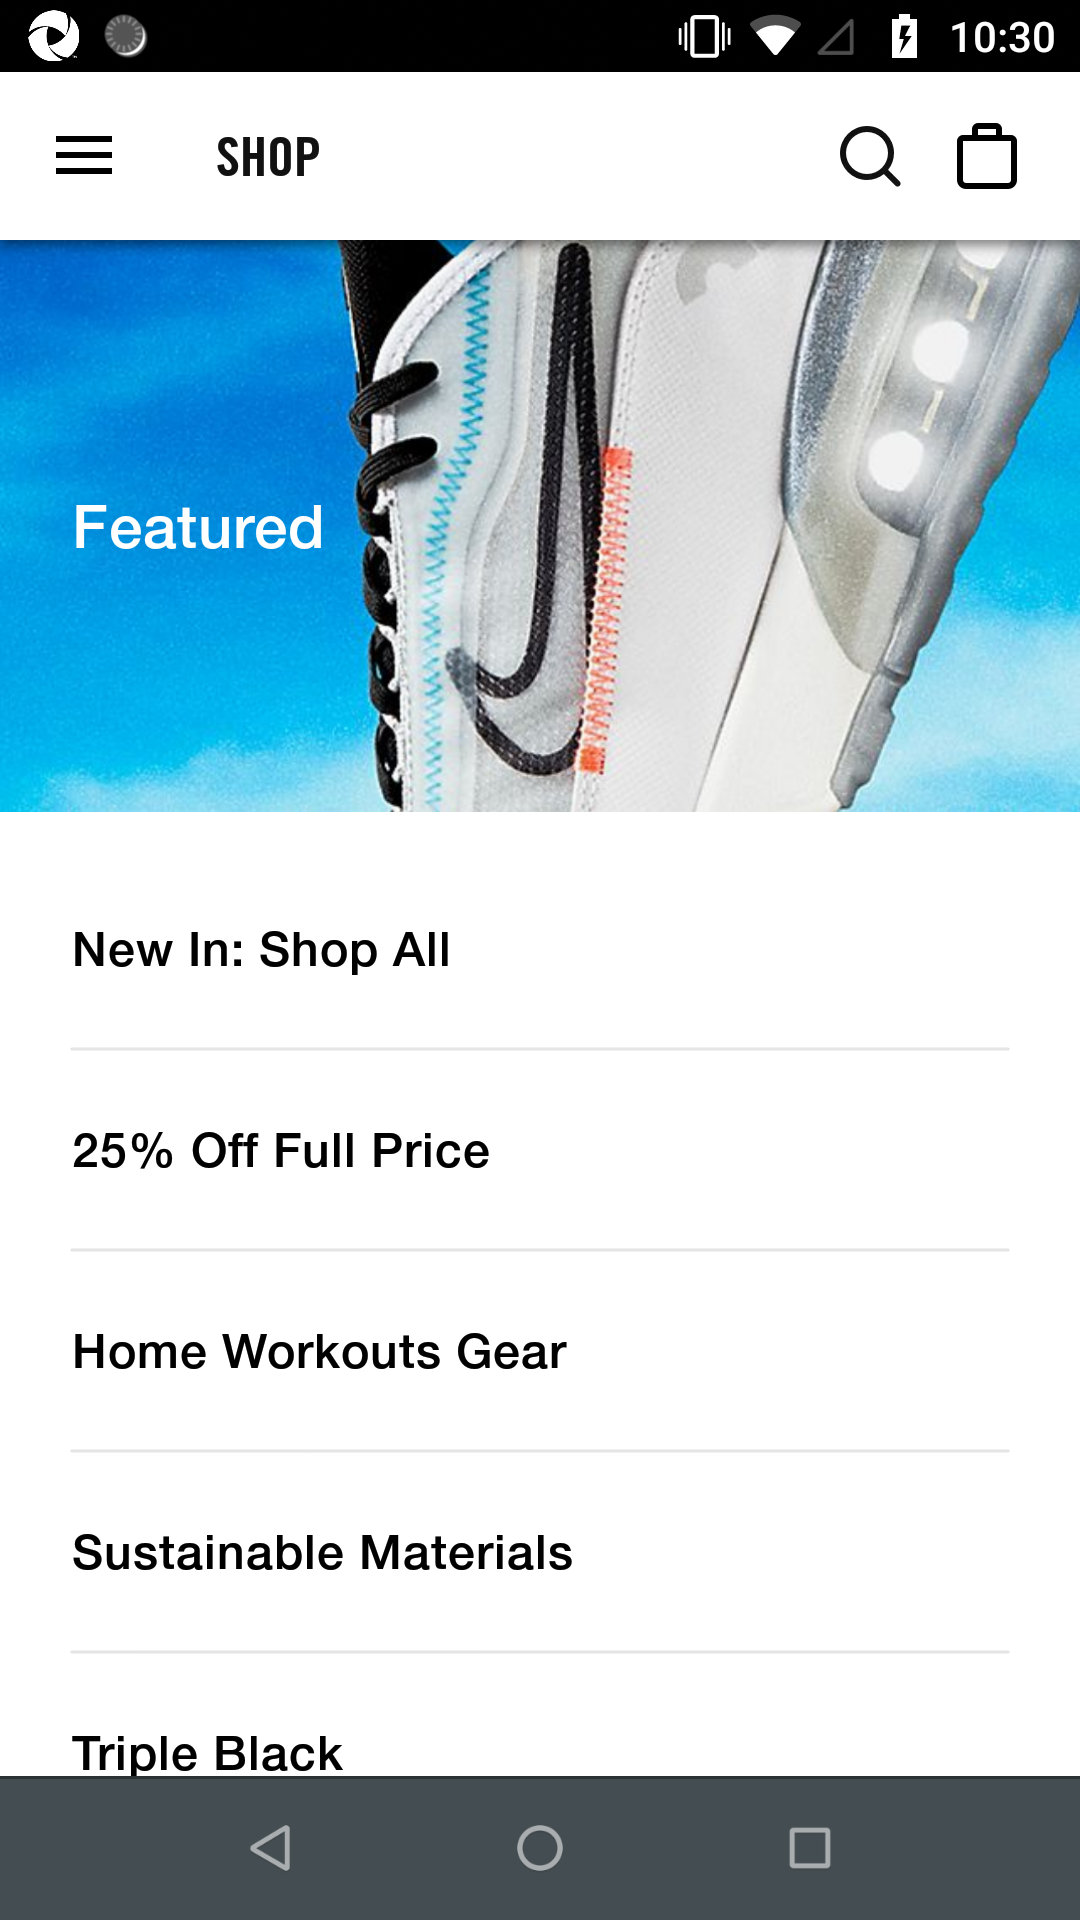 10:30
SHOP
Featured
New In: Shop All
25% Off Full Price
Home Workouts Gear
Sustainable Materials
Triple Black